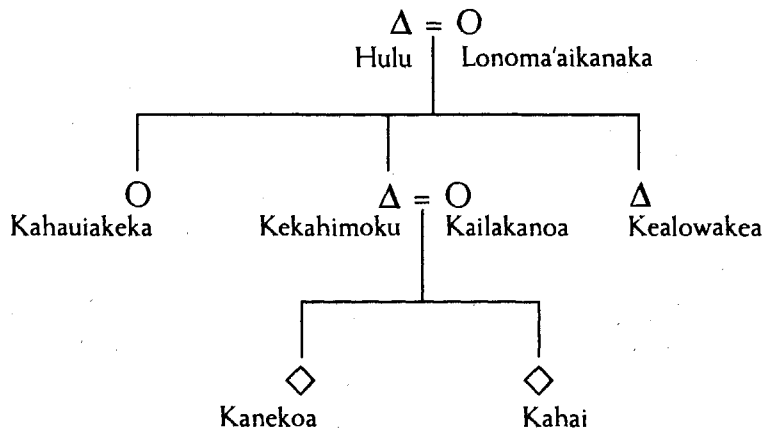 Δ = O
Hulu Lonoma'aikanaka
O Δ = O Δ
Kahauiakeka Kekahimoku Kailakanoa Kealowakea
Kanekoa Kahai